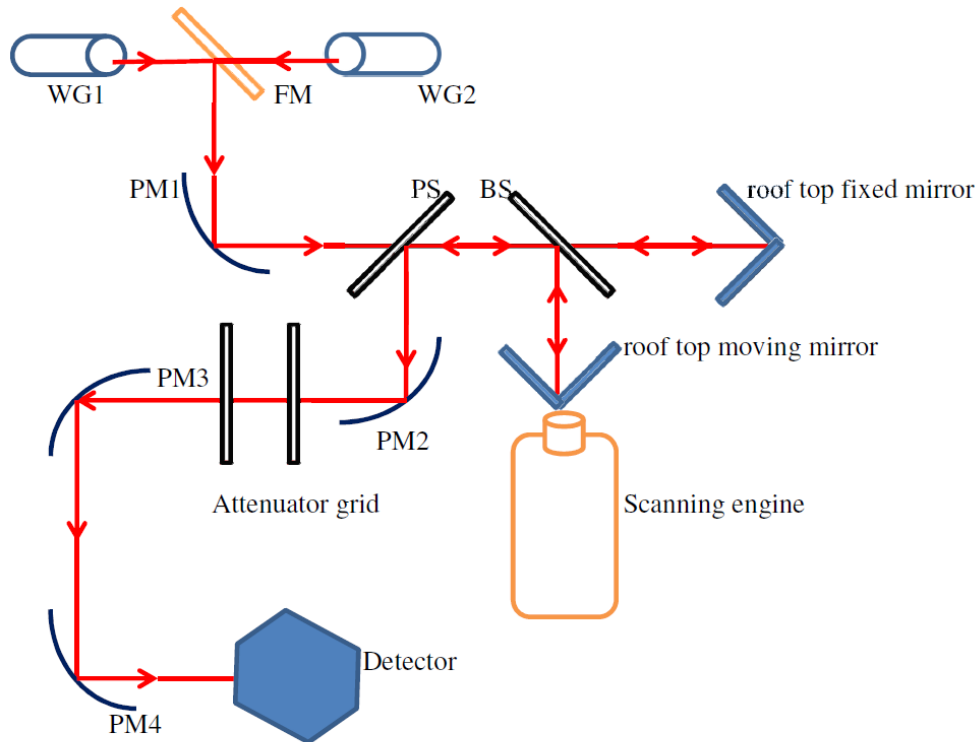 WG1
FM
WG2
PM1
PS
BS
roof top fixed mirror
roof top moving mirror
PM3
PM2
Attenuator grid
Scanning engine
Detector
PM4